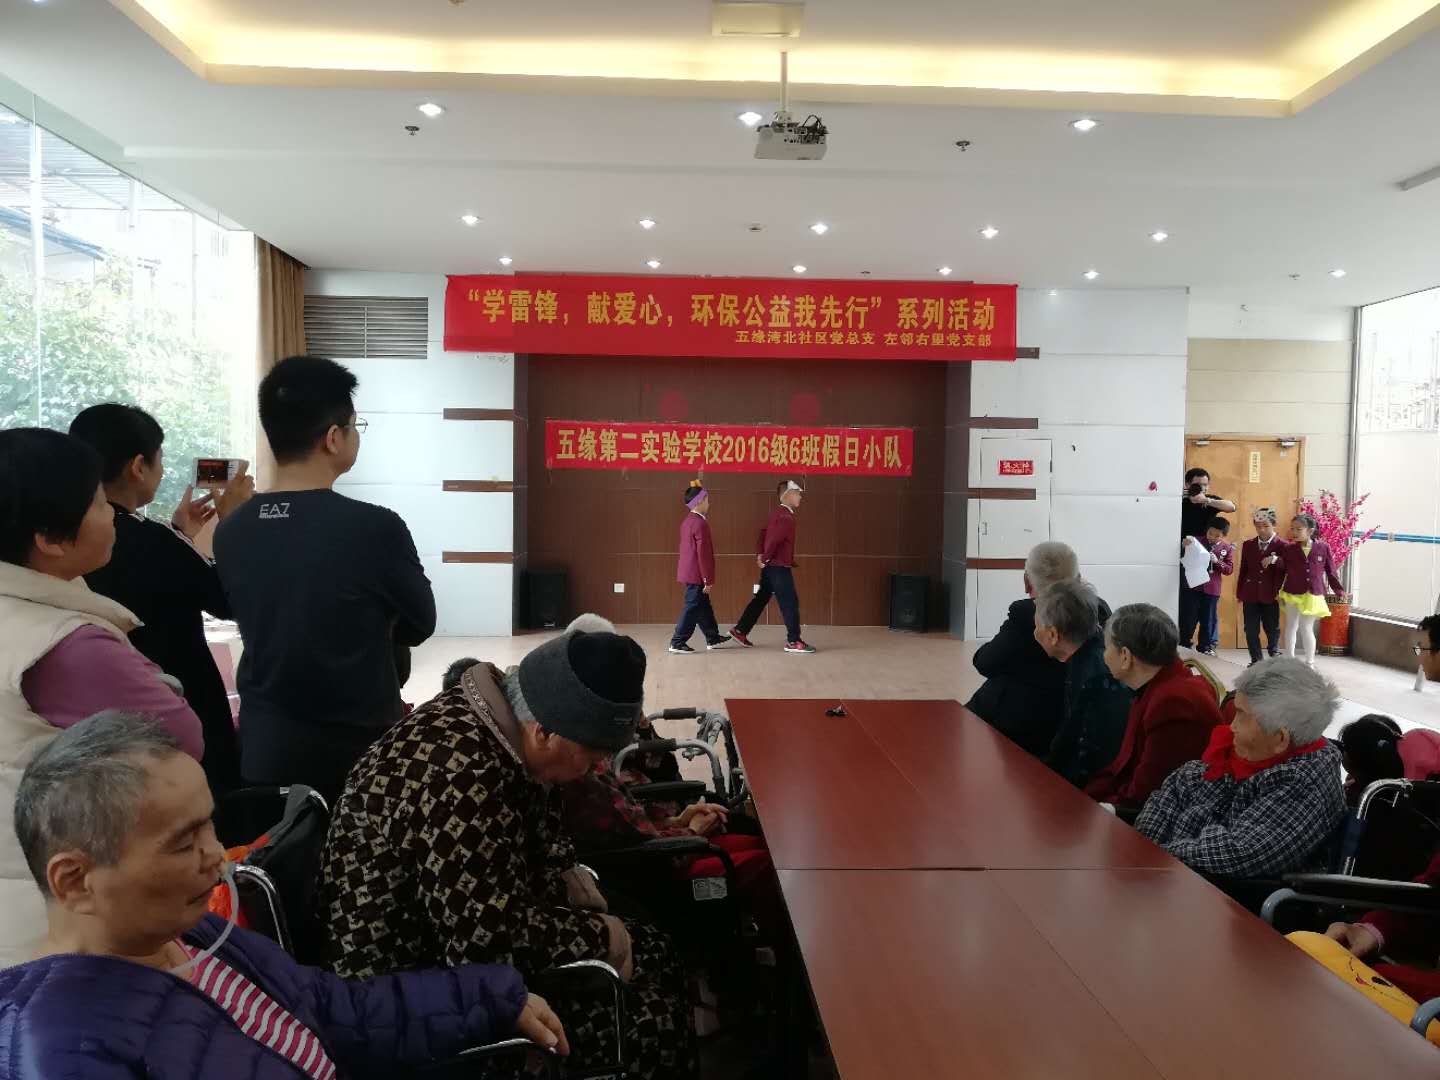 “学雷锋，献爱心，环保公益我先行”系列活动
五缘湾北社区党总支 左邻右里党支部
五缘第二实验学校2016级6班假日小队
EA7